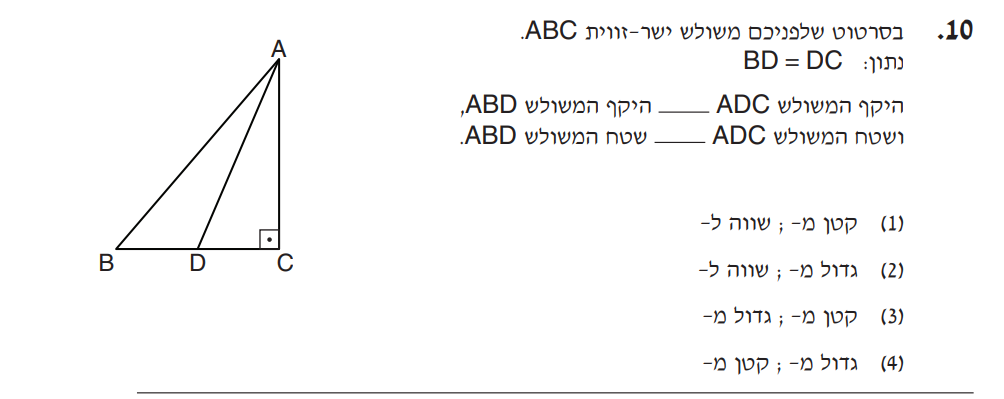 10. בסרטוט שלפניכם משולש ישר-זווית ABC.
נתון: BD = DC
היקף המשולש ADC ____ היקף המשולש ABD,
ושטח המשולש ADC ____ שטח המשולש ABD.
(1) קטן מ- ; שווה ל-
(2) גדול מ- ; שווה ל-
(3) קטן מ- ; גדול מ-
(4) גדול מ- ; קטן מ-
A
B D C